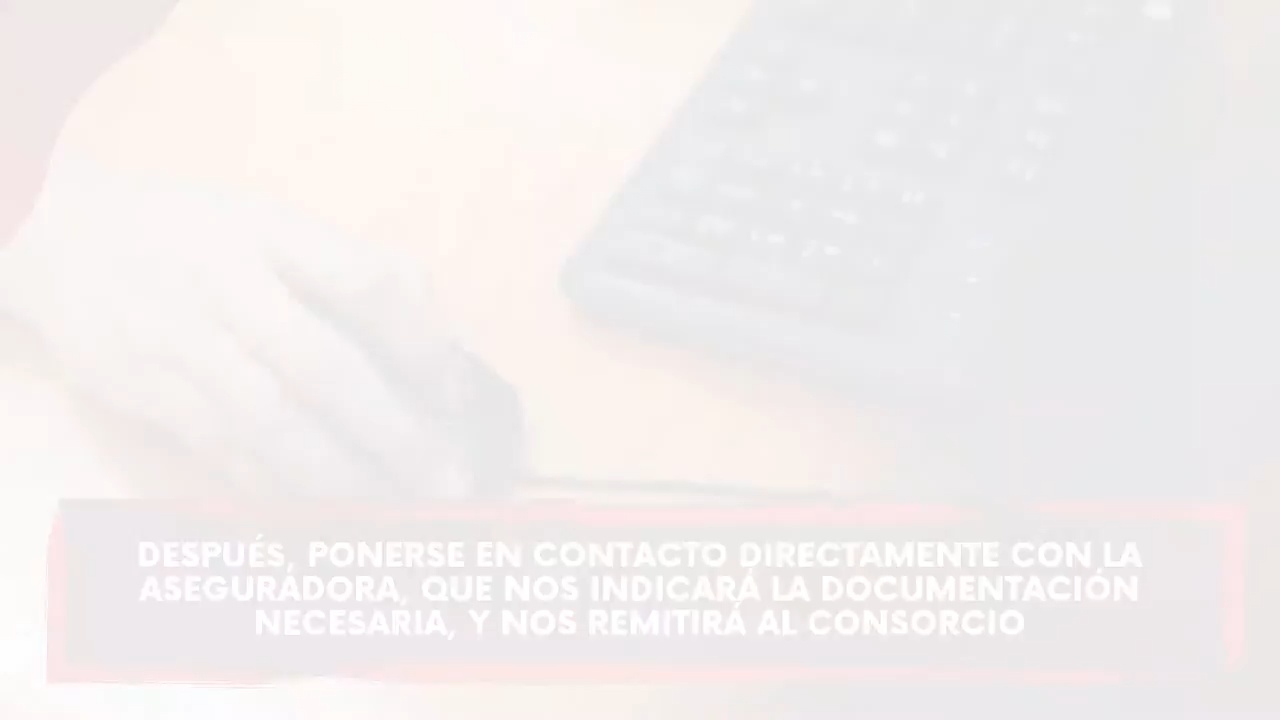 DESPUÉS, PONERSE EN CONTACTO DIRECTAMENTE CON LA
ASEGURADORA, QUE NOS INDICARÁ LA DOCUMENTACIÓN
NECESARIA, Y NOS REMITIRÁ AL CONSORCIO